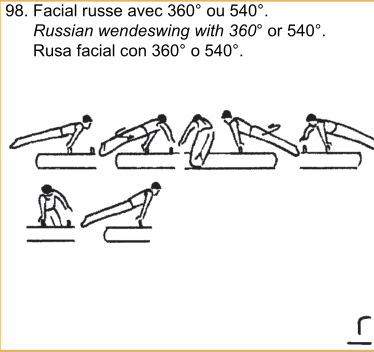 98. Facial russe avec 360° ou 540°.
Russian wendeswing with 360° or 540°.
Rusa facial con 360° o 540°.